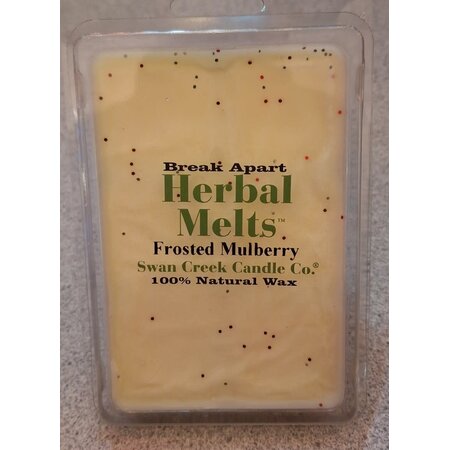 Break Apart
Herbal
Melts™
Frosted Mulberry
Swan Creek Candle Co.®
100% Natural Wax